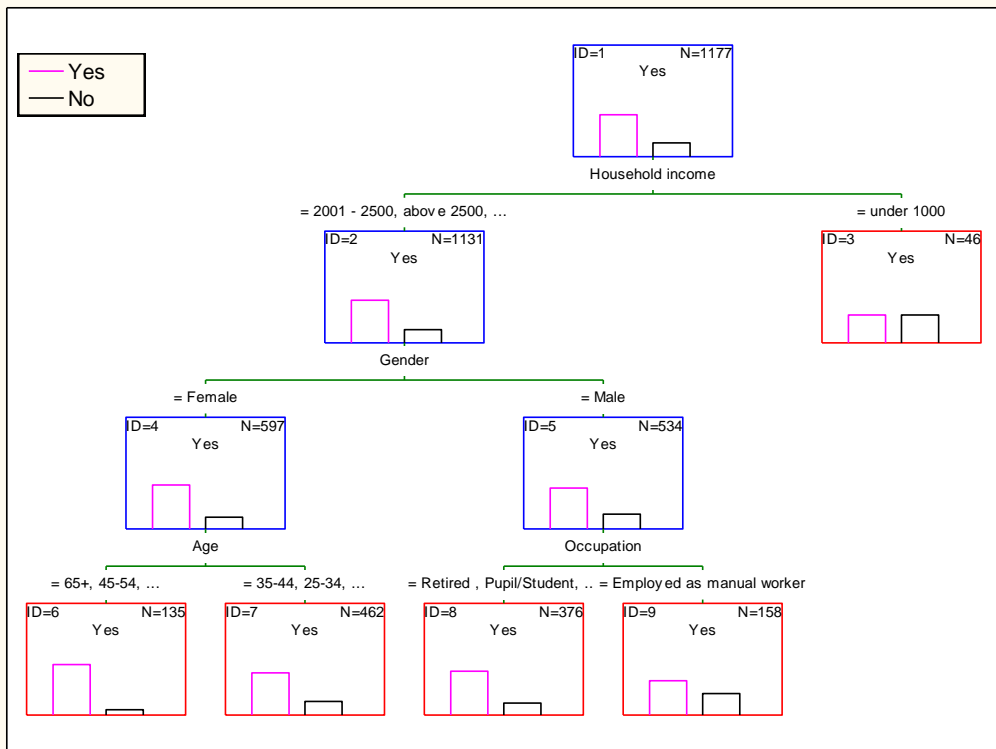 Yes
No
ID=1 N=1177
Yes
Household income
= 2001 - 2500, above 2500, ...
= under 1000
ID=2 N=1131
Yes
ID=3 N=46
Yes
Gender
= Female
= Male
ID=4 N=597
Yes
ID=5 N=534
Yes
Age
Occupation
= 65+, 45-54, ...
= 35-44, 25-34, ...
= Retired , Pupil/Student, ..
= Employed as manual worker
ID=6 N=135
Yes
ID=7 N=462
Yes
ID=8 N=376
Yes
ID=9 N=158
Yes